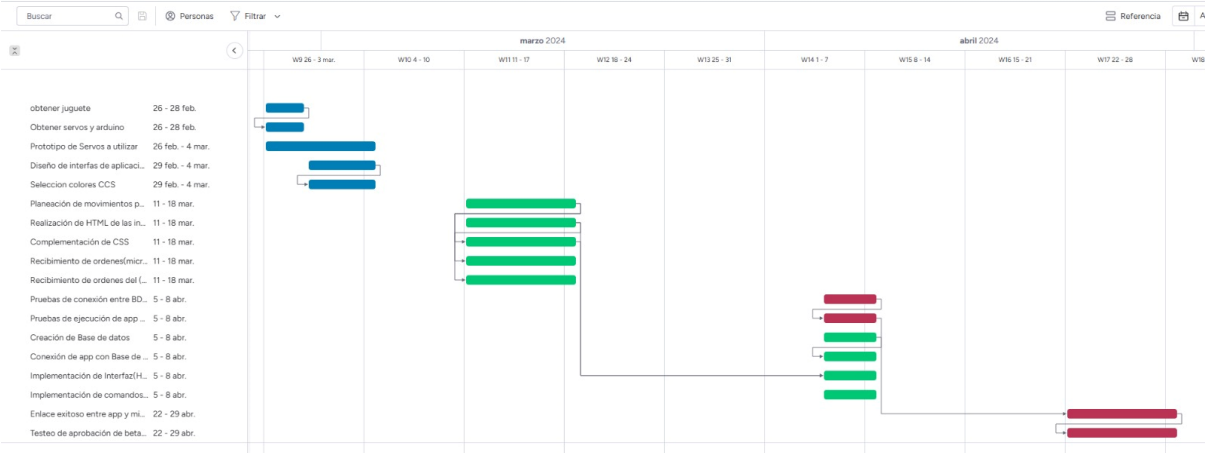 Buscar Personas Filtrar Referencia A
marzo 2024 abril 2024
W9 26 - 3 mar. W10 4 - 10 W11 11 - 17 W12 18 - 24 W13 25 - 31 W14 1 - 7 W15 8 - 14 W16 15 - 21 W17 22 - 28 W18
obtener juguete 26 - 28 feb.
Obtener servos y arduino 26 - 28 feb.
Prototipo de Servos a utilizar 26 feb. - 4 mar.
Diseño de interfas de aplicaci... 29 feb. - 4 mar.
Seleccion colores CCS 29 feb. - 4 mar.
Planeación de movimientos p... 11 - 18 mar.
Realización de HTML de las in... 11 - 18 mar.
Complementación de CSS 11 - 18 mar.
Recibimiento de ordenes(micr... 11 - 18 mar.
Recibimiento de ordenes del (... 11 - 18 mar.
Pruebas de conexión entre BD... 5 - 8 abr.
Pruebas de ejecución de app ... 5 - 8 abr.
Creación de Base de datos 5 - 8 abr.
Conexión de app con Base de ... 5 - 8 abr.
Implementación de Interfaz(H... 5 - 8 abr.
Implementación de comandos... 5 - 8 abr.
Enlace exitoso entre app y mi... 22 - 29 abr.
Testeo de aprobación de beta... 22 - 29 abr.